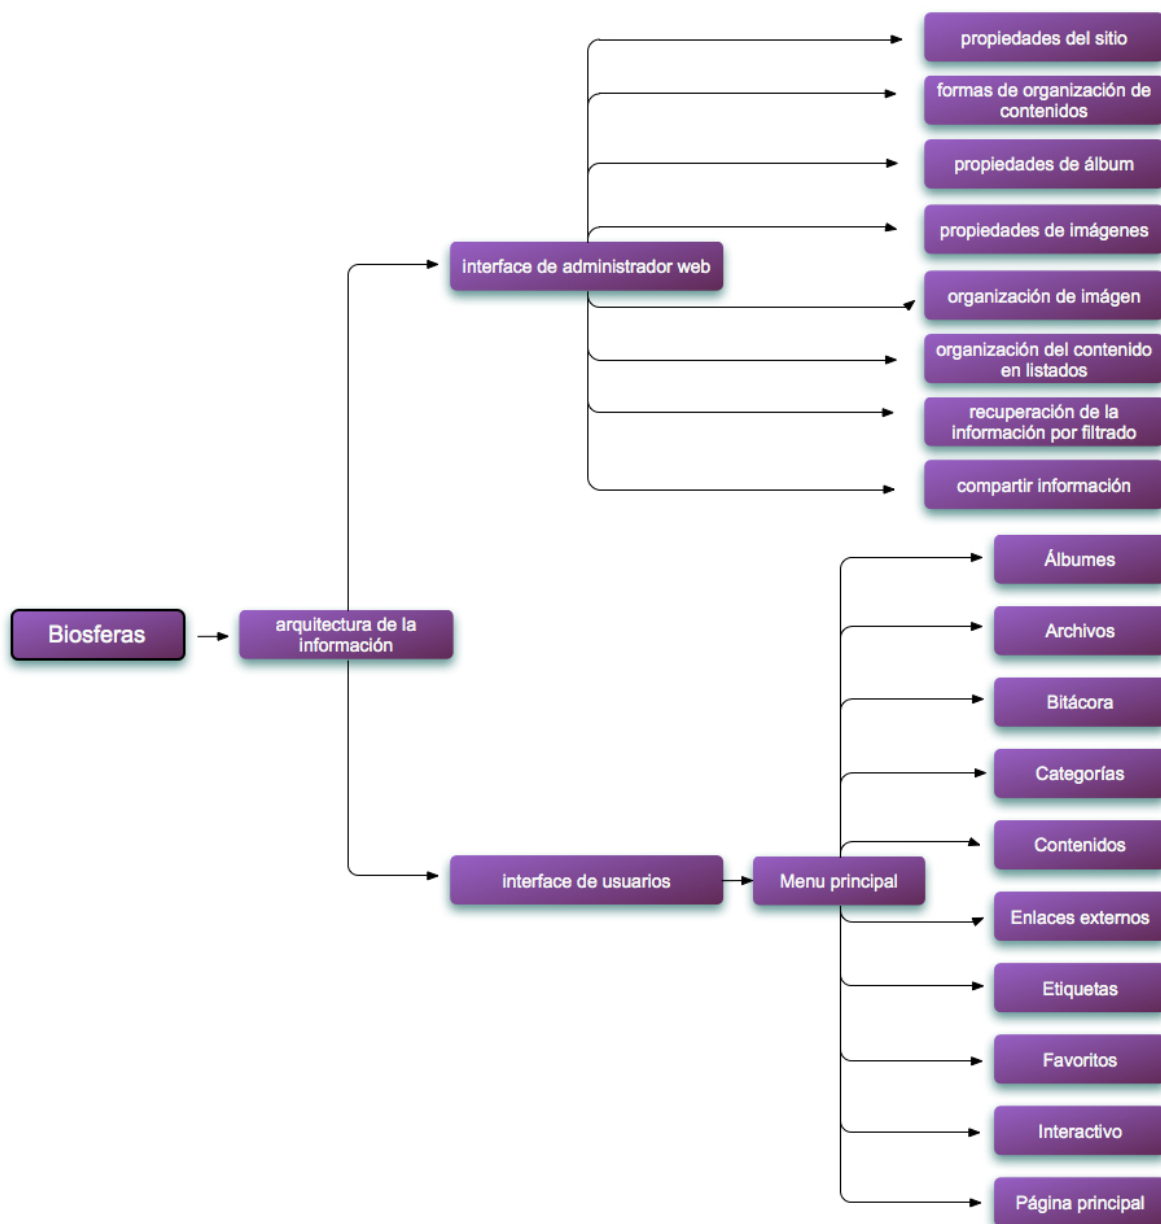 propiedades del sitio
formas de organización de
contenidos
propiedades de álbum
propiedades de imágenes
interface de administrador web
organización de imágen
organización del contenido
en listados
recuperación de la
información por filtrado
compartir información
Biosferas
arquitectura de la
información
interface de usuarios
Menu principal
Álbumes
Archivos
Bitácora
Categorías
Contenidos
Enlaces externos
Etiquetas
Favoritos
Interactivo
Página principal